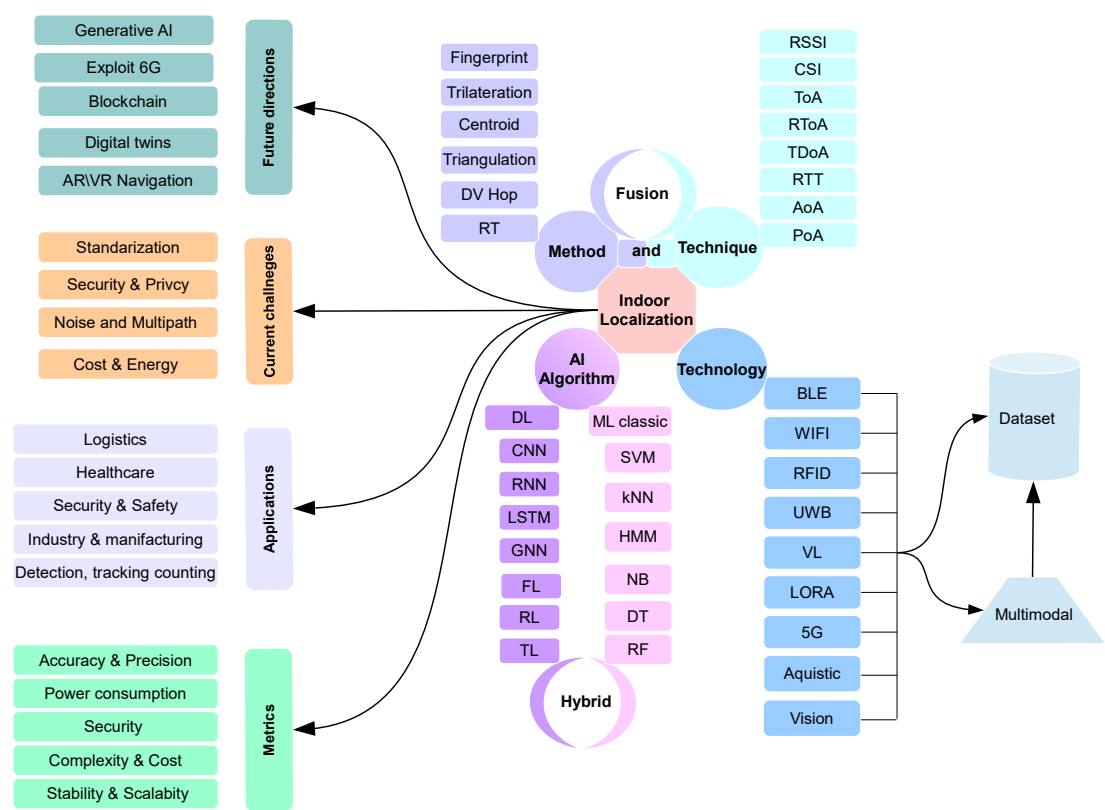 Generative AI
Exploit 6G
Blockchain
Digital twins
AR\VR Navigation
Future directions
Standarization
Security & Privcy
Noise and Multipath
Cost & Energy
Current challneges
Logistics
Healthcare
Security & Safety
Industry & manifacturing
Detection, tracking counting
Applications
Accuracy & Precision
Power consumption
Security
Complexity & Cost
Stability & Scalabity
Metrics
Fingerprint
Trilateration
Centroid
Triangulation
DV Hop
RT
Fusion
Method
and
Technique
RSSI
CSI
ToA
RToA
TDoA
RTT
AoA
PoA
Indoor
Localization
AI
Algorithm
Technology
DL
CNN
RNN
LSTM
GNN
FL
RL
TL
ML classic
SVM
kNN
HMM
NB
DT
RF
Hybrid
BLE
WIFI
RFID
UWB
VL
LORA
5G
Aquistic
Vision
Dataset
Multimodal